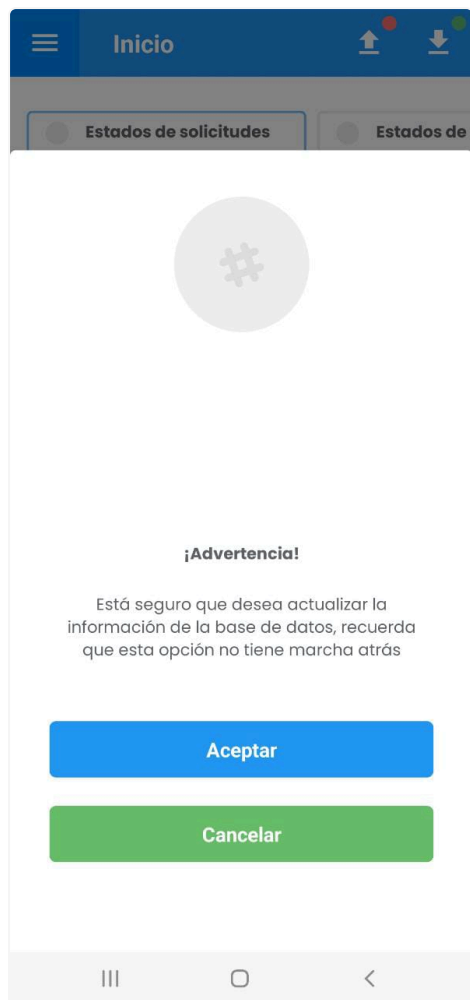 Inicio
Estados de solicitudes
Estados de
#
¡Advertencia!
Está seguro que desea actualizar la
información de la base de datos, recuerda
que esta opción no tiene marcha atrás
Aceptar
Cancelar